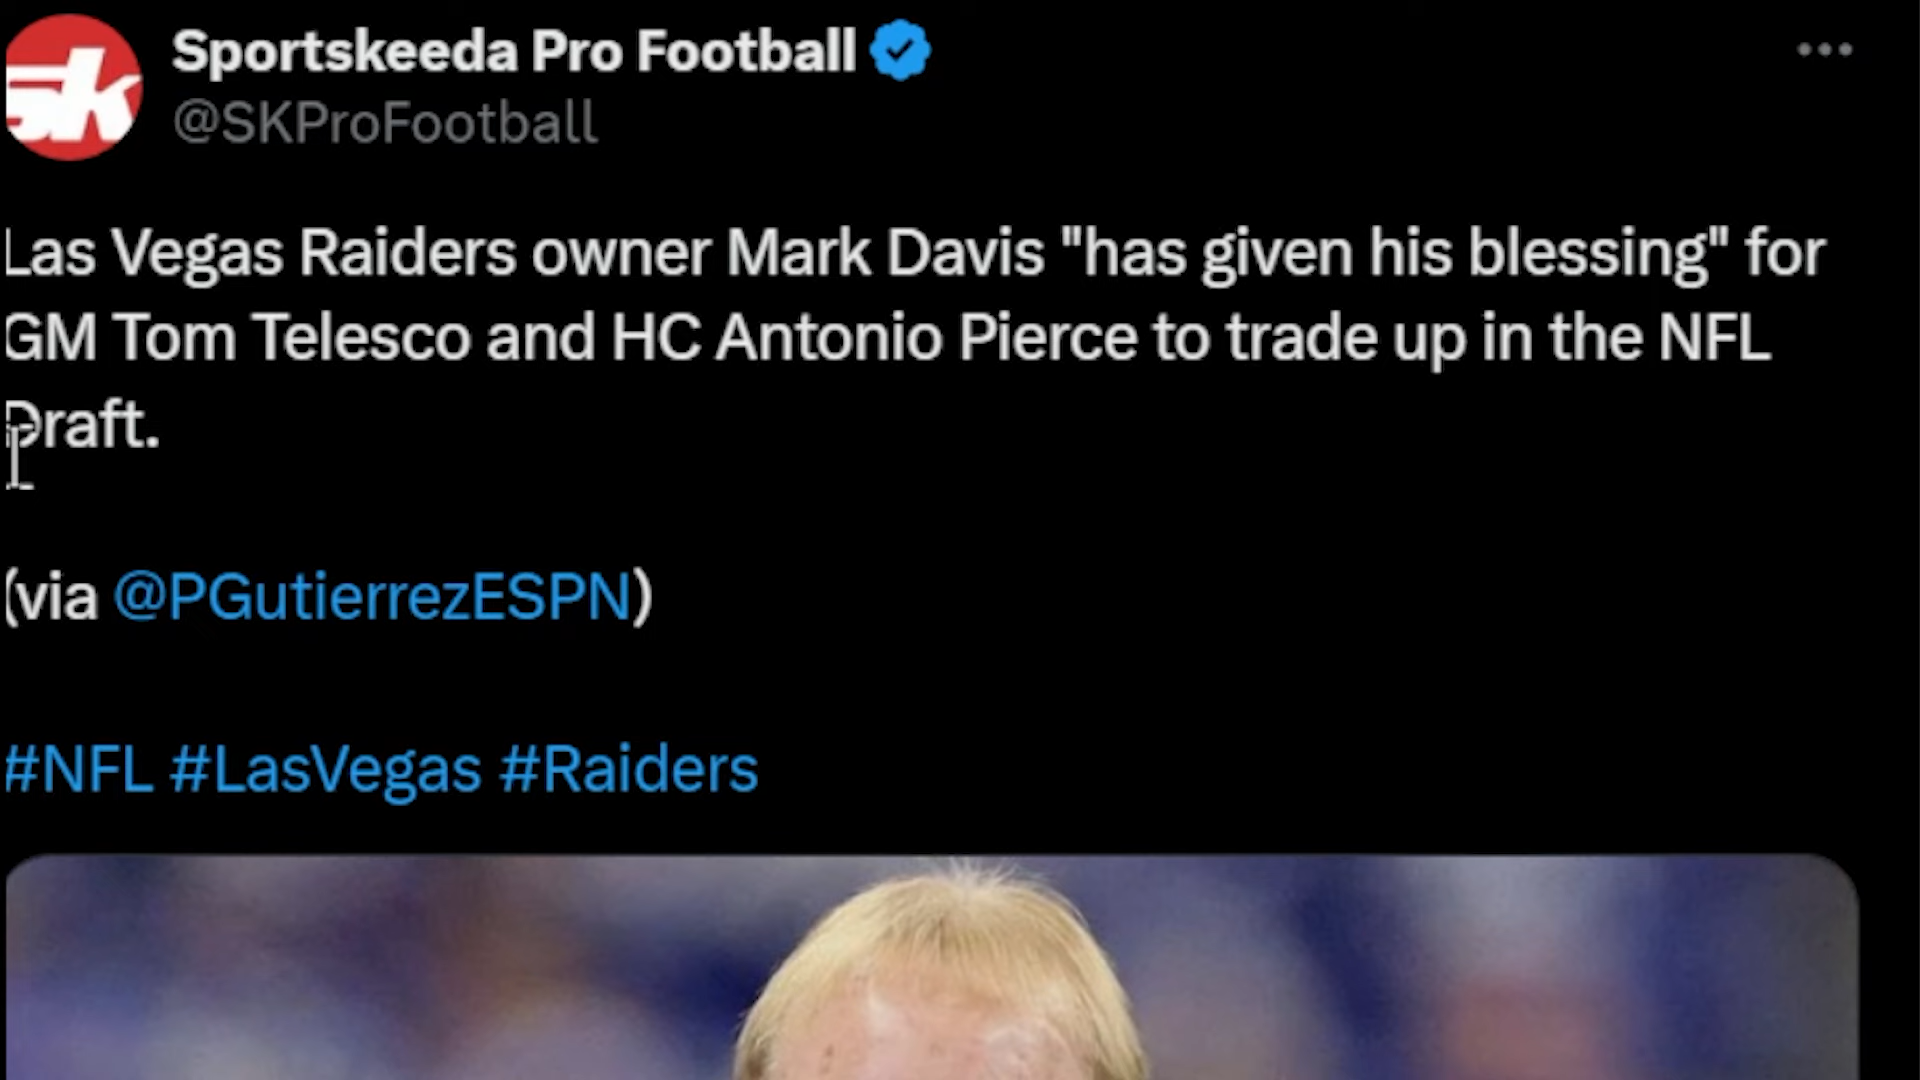 sk
Sportskeeda Pro Football
@SKProFootball
Las Vegas Raiders owner Mark Davis "has given his blessing" for
GM Tom Telesco and HC Antonio Pierce to trade up in the NFL
Draft.
(via @PGutierrezESPN)
#NFL #LasVegas #Raiders